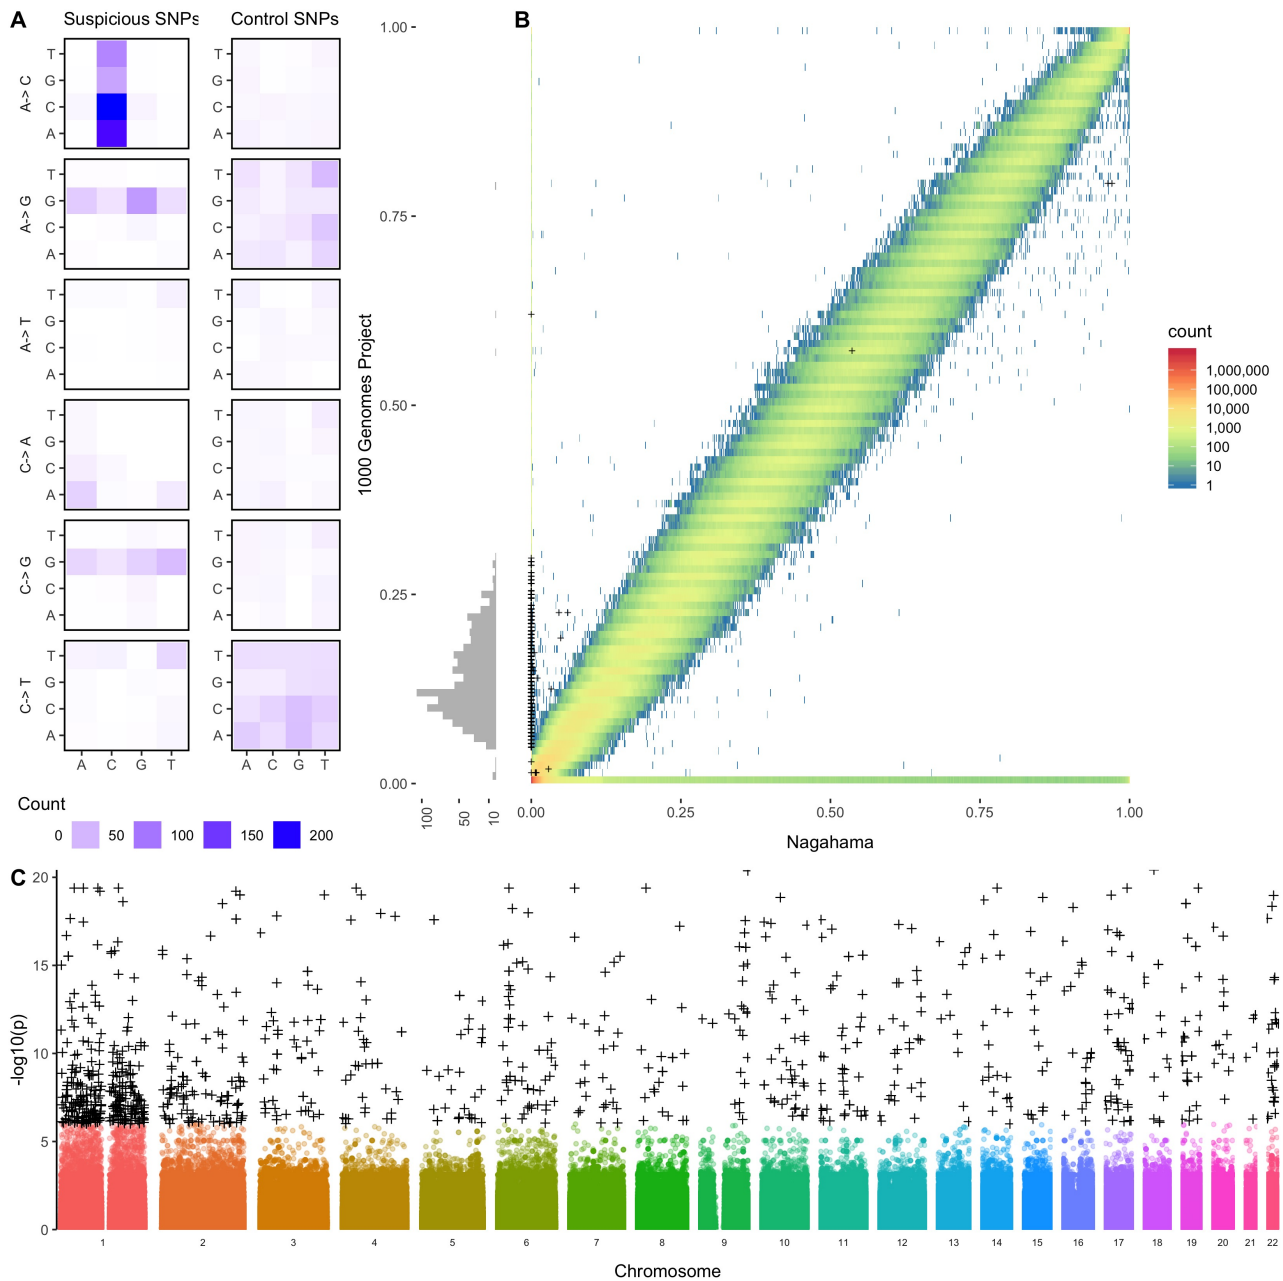 A
Suspicious SNPs
Control SNPs
A-> C
T
G
C
A
T
G
C
A
A-> G
T
G
C
A
T
G
C
A
A-> T
T
G
C
A
T
G
C
A
C-> A
T
G
C
A
T
G
C
A
C-> G
T
G
C
A
T
G
C
A
C-> T
T
G
C
A
T
G
C
A
A C G T
A C G T
Count
0 50 100 150 200
B
1000 Genomes Project
1.00
0.75
0.50
0.25
0.00
100 50 10
0.00 0.25 0.50 0.75 1.00
Nagahama
count
1,000,000
100,000
10,000
1,000
100
10
1
C
-log10(p)
20
15
10
5
0
1 2 3 4 5 6 7 8 9 10 11 12 13 14 15 16 17 18 19 20 21 22
Chromosome